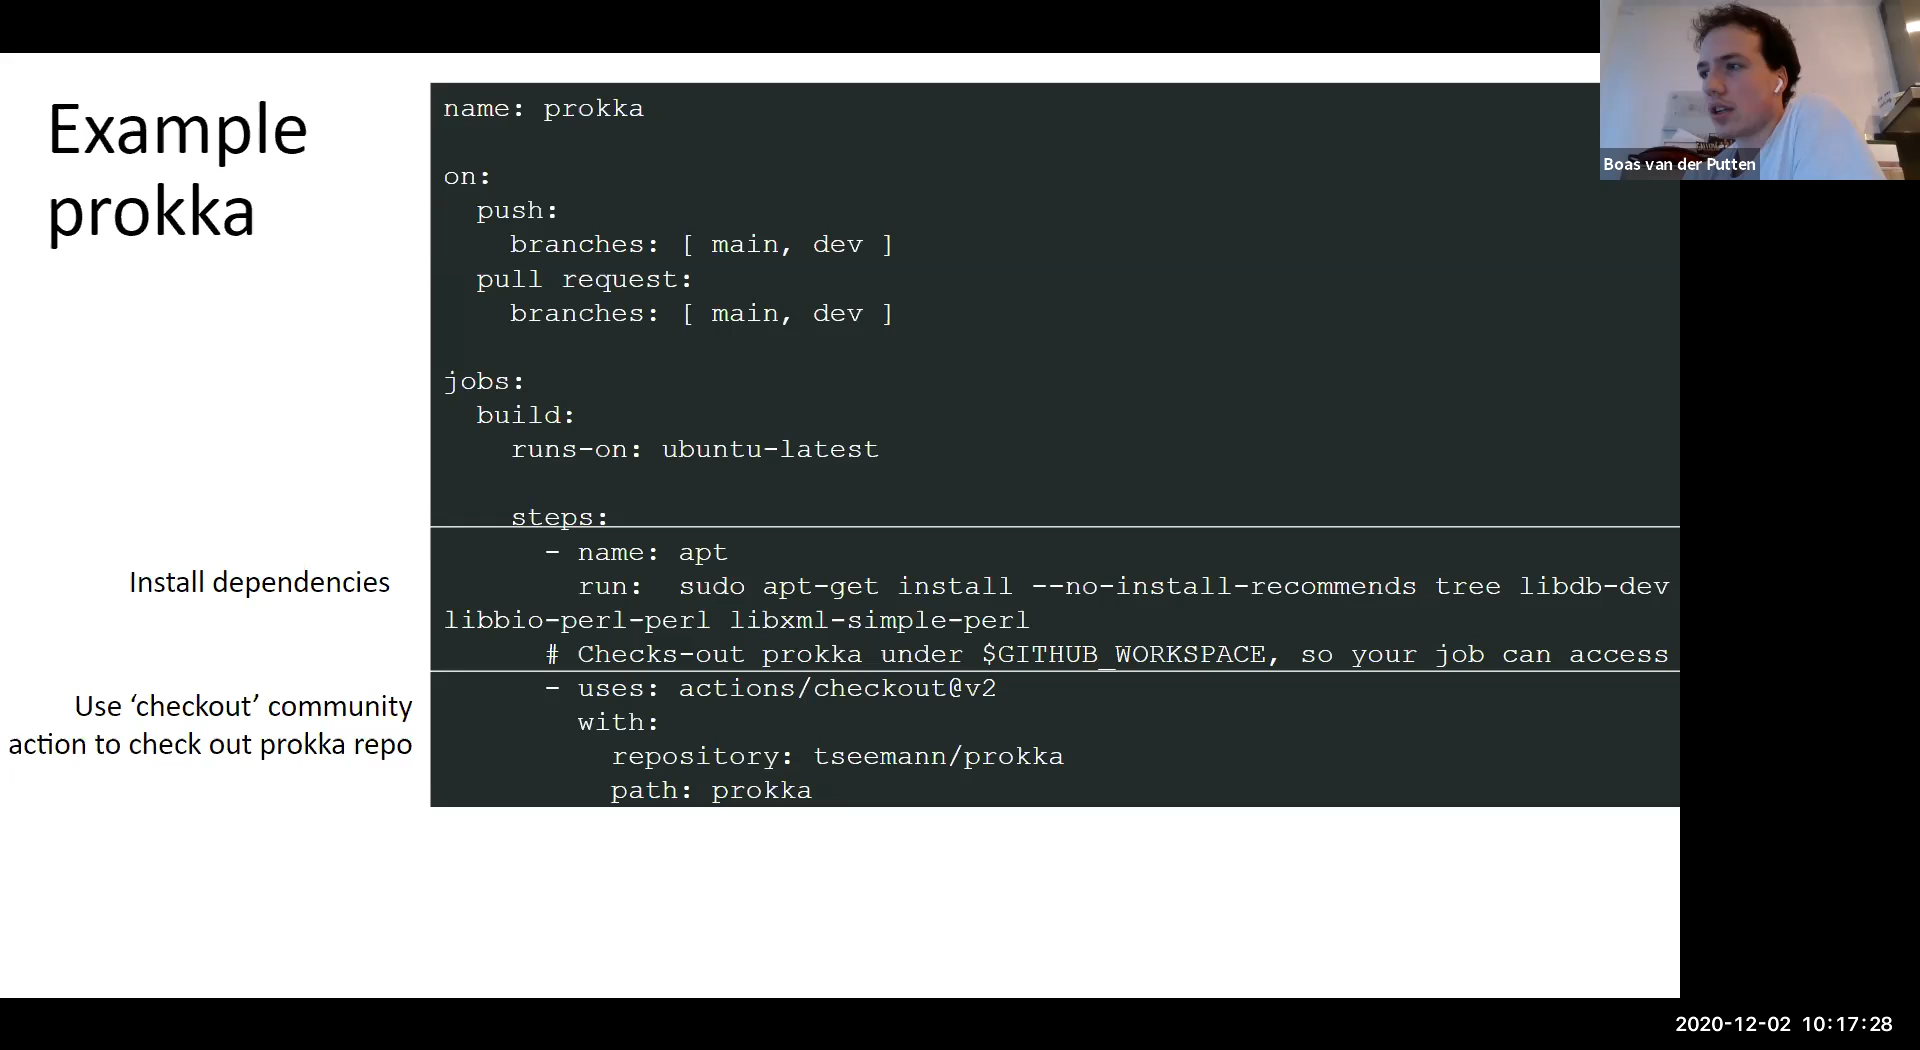 Example
prokka
name: prokka
on:
push:
branches: [ main, dev ]
pull request:
branches: [ main, dev ]
jobs:
build:
runs-on: ubuntu-latest
steps:
- name: apt
run: sudo apt-get install --no-install-recommends tree libdb-dev
libbio-perl-perl libxml-simple-perl
# Checks-out prokka under $GITHUB_WORKSPACE, so your job can access
- uses: actions/checkout@v2
with:
repository: tseemann/prokka
path: prokka
Install dependencies
Use ‘checkout’ community
action to check out prokka repo
Boas van der Putten
2020-12-02 10:17:28